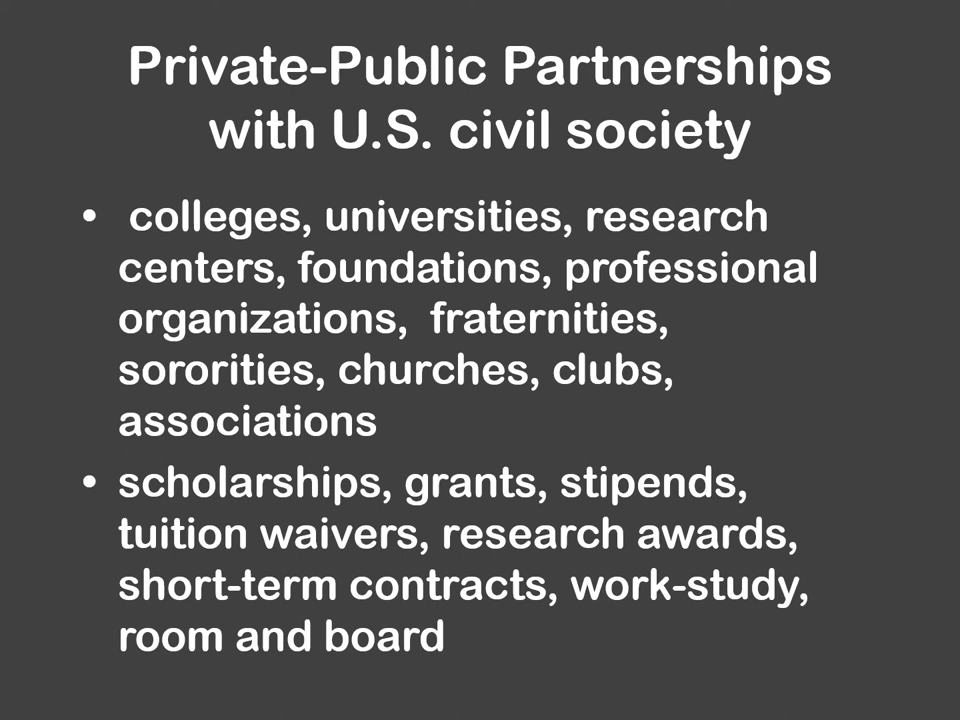 Private-Public Partnerships
with U.S. civil society
• colleges, universities, research
centers, foundations, professional
organizations, fraternities,
sororities, churches, clubs,
associations
• scholarships, grants, stipends,
tuition waivers, research awards,
short-term contracts, work-study,
room and board